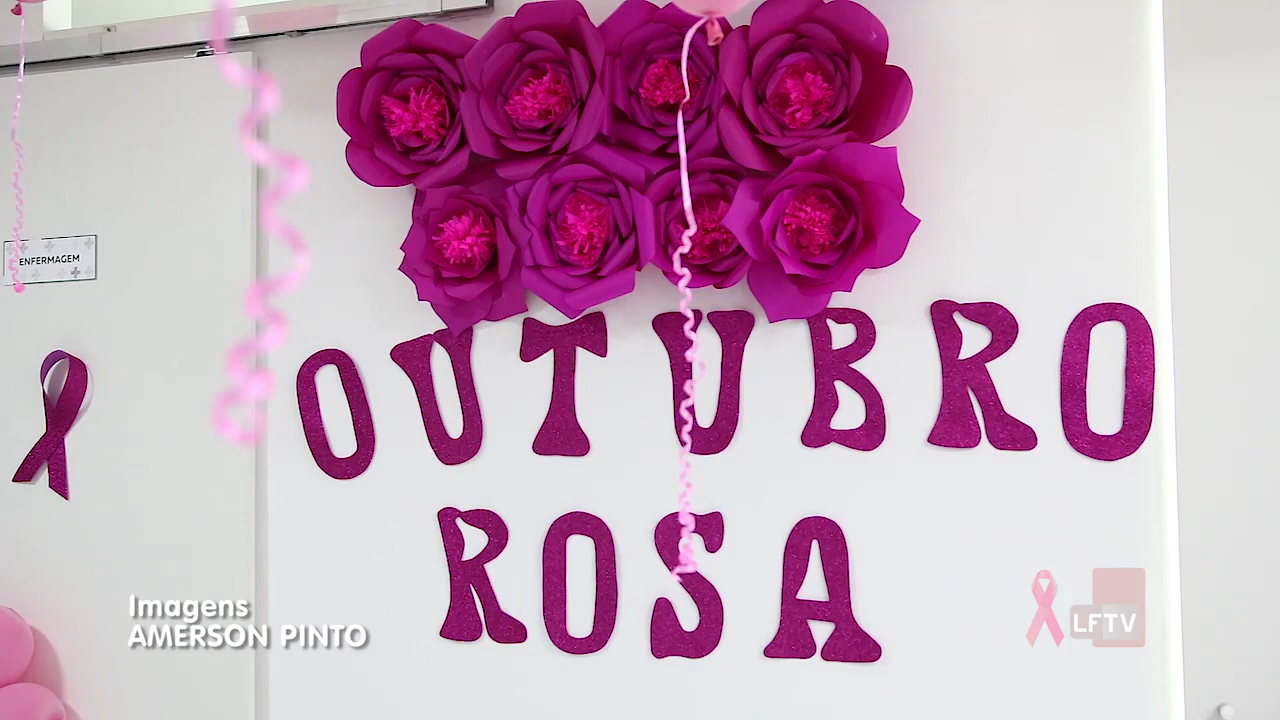 ENFERMAGEM
OUTUBRO
ROSA
Imagens
AMERSON PINTO
LFTV